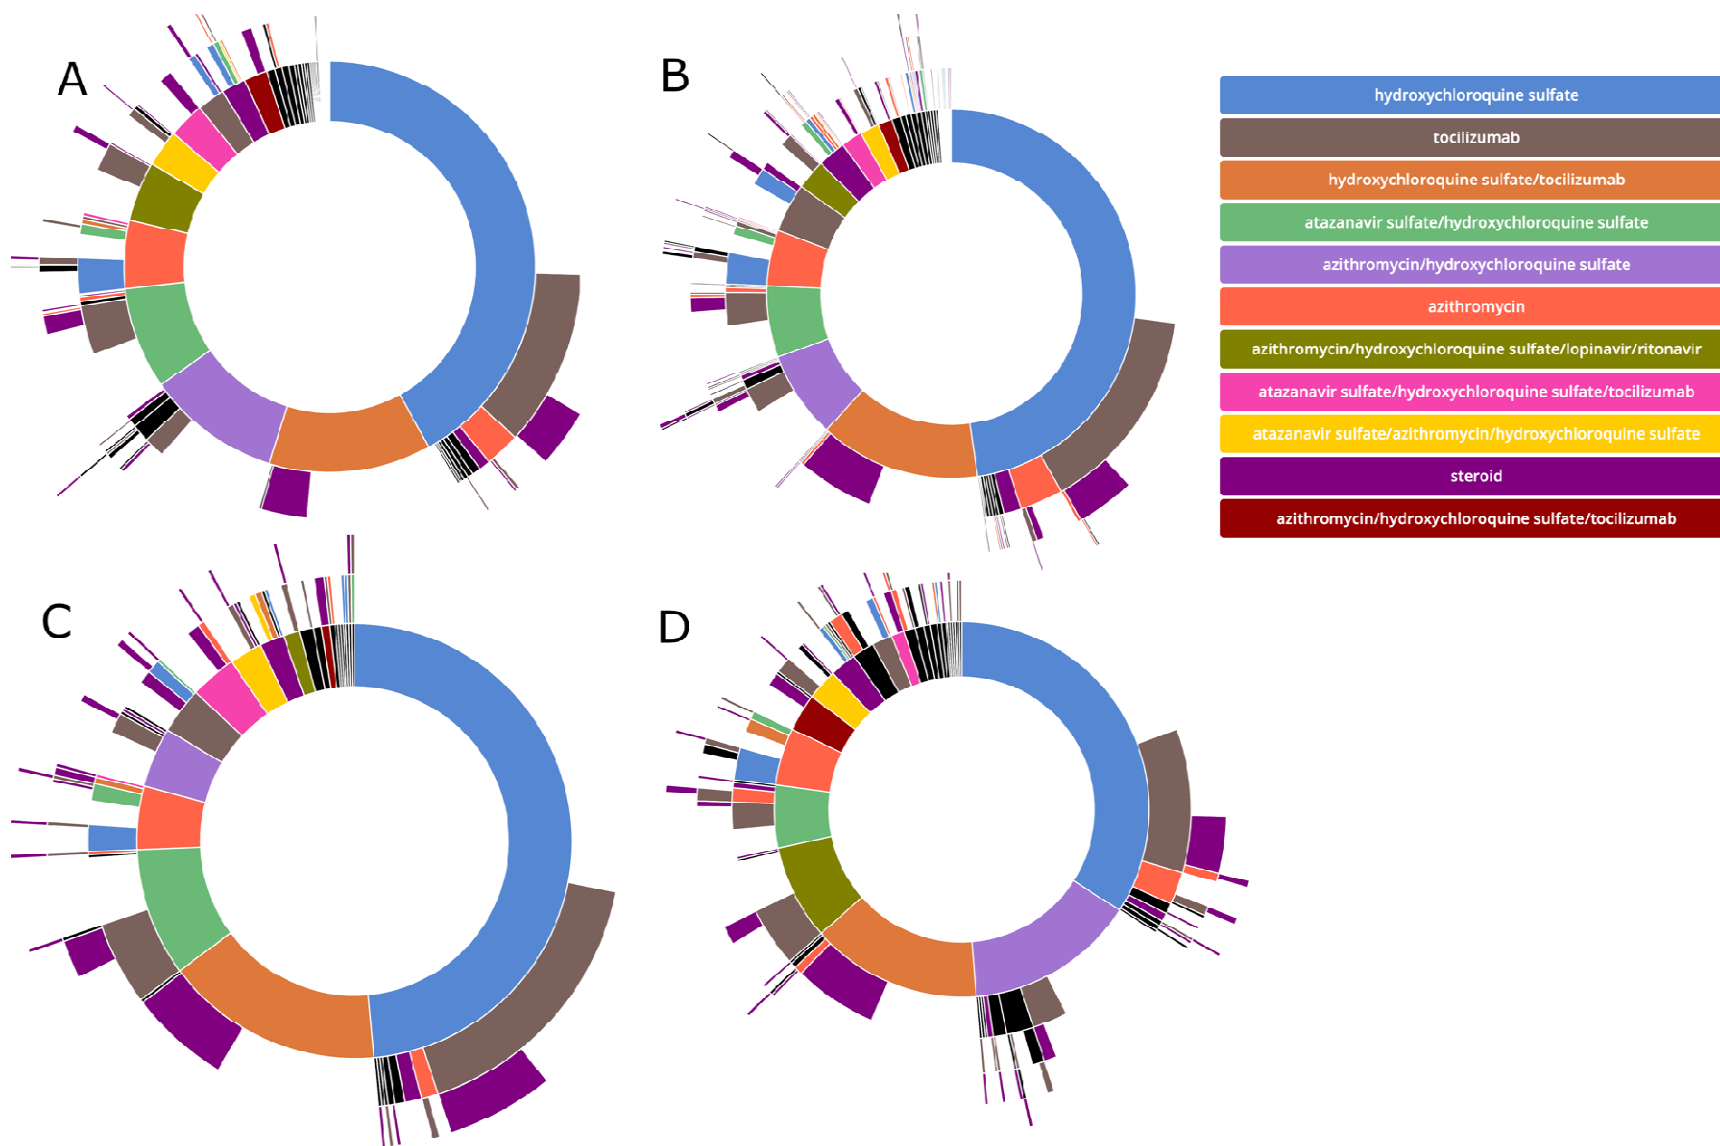 A
B
hydroxychloroquine sulfate
tocilizumab
hydroxychloroquine sulfate/tocilizumab
atazanavir sulfate/hydroxychloroquine sulfate
azithromycin/hydroxychloroquine sulfate
azithromycin
azithromycin/hydroxychloroquine sulfate/lopinavir/ritonavir
atazanavir sulfate/hydroxychloroquine sulfate/tocilizumab
atazanavir sulfate/azithromycin/hydroxychloroquine sulfate
steroid
azithromycin/hydroxychloroquine sulfate/tocilizumab
C
D